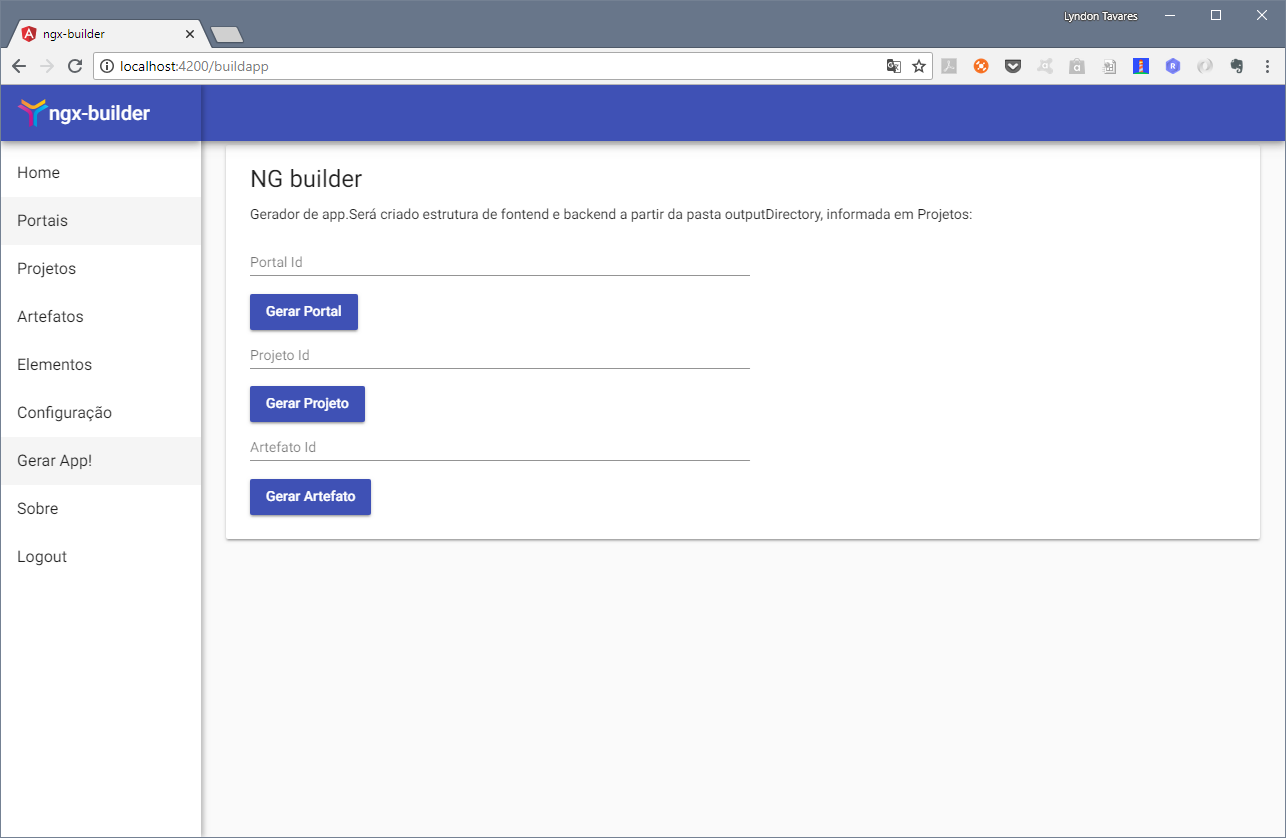 Lyndon Tavares
ngx-builder
localhost:4200/buildapp
ngx-builder
Home
Portais
Projetos
Artefatos
Elementos
Configuração
Gerar App!
Sobre
Logout
NG builder
Gerador de app.Será criado estrutura de fontend e backend a partir da pasta outputDirectory, informada em Projetos:
Portal Id
Gerar Portal
Projeto Id
Gerar Projeto
Artefato Id
Gerar Artefato